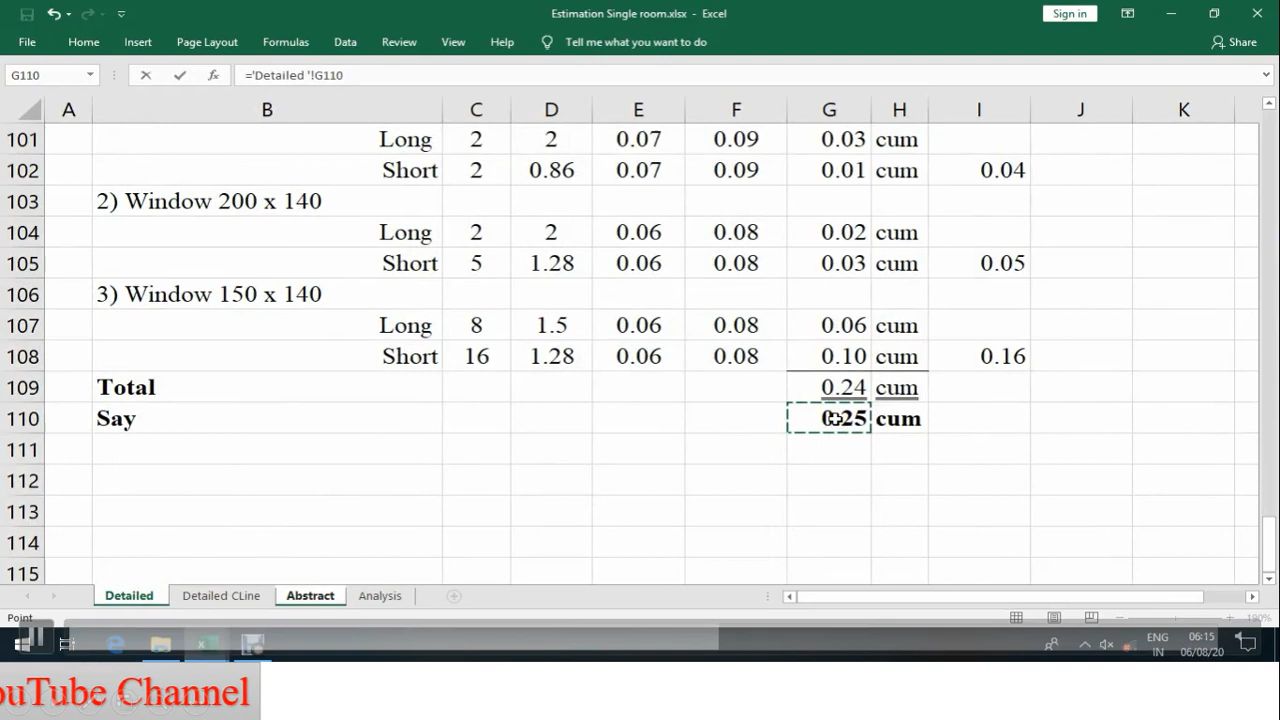 Estimation Single room.xlsx - Excel
Sign in
File Home Insert Page Layout Formulas Data Review View Help Tell me what you want to do Share
G110 fx ='Detailed '!G110
A B C D E F G H I J K
101 Long 2 2 0.07 0.09 0.03 cum
102 Short 2 0.86 0.07 0.09 0.01 cum 0.04
103 2) Window 200 x 140
104 Long 2 2 0.06 0.08 0.02 cum
105 Short 5 1.28 0.06 0.08 0.03 cum 0.05
106 3) Window 150 x 140
107 Long 8 1.5 0.06 0.08 0.06 cum
108 Short 16 1.28 0.06 0.08 0.10 cum 0.16
109 Total 0.24 cum
110 Say 0.25 cum
111
112
113
114
115
Detailed Detailed CLine Abstract Analysis
Point 190%
ENG 06:15
IN 06/08/20
ouTube Channel